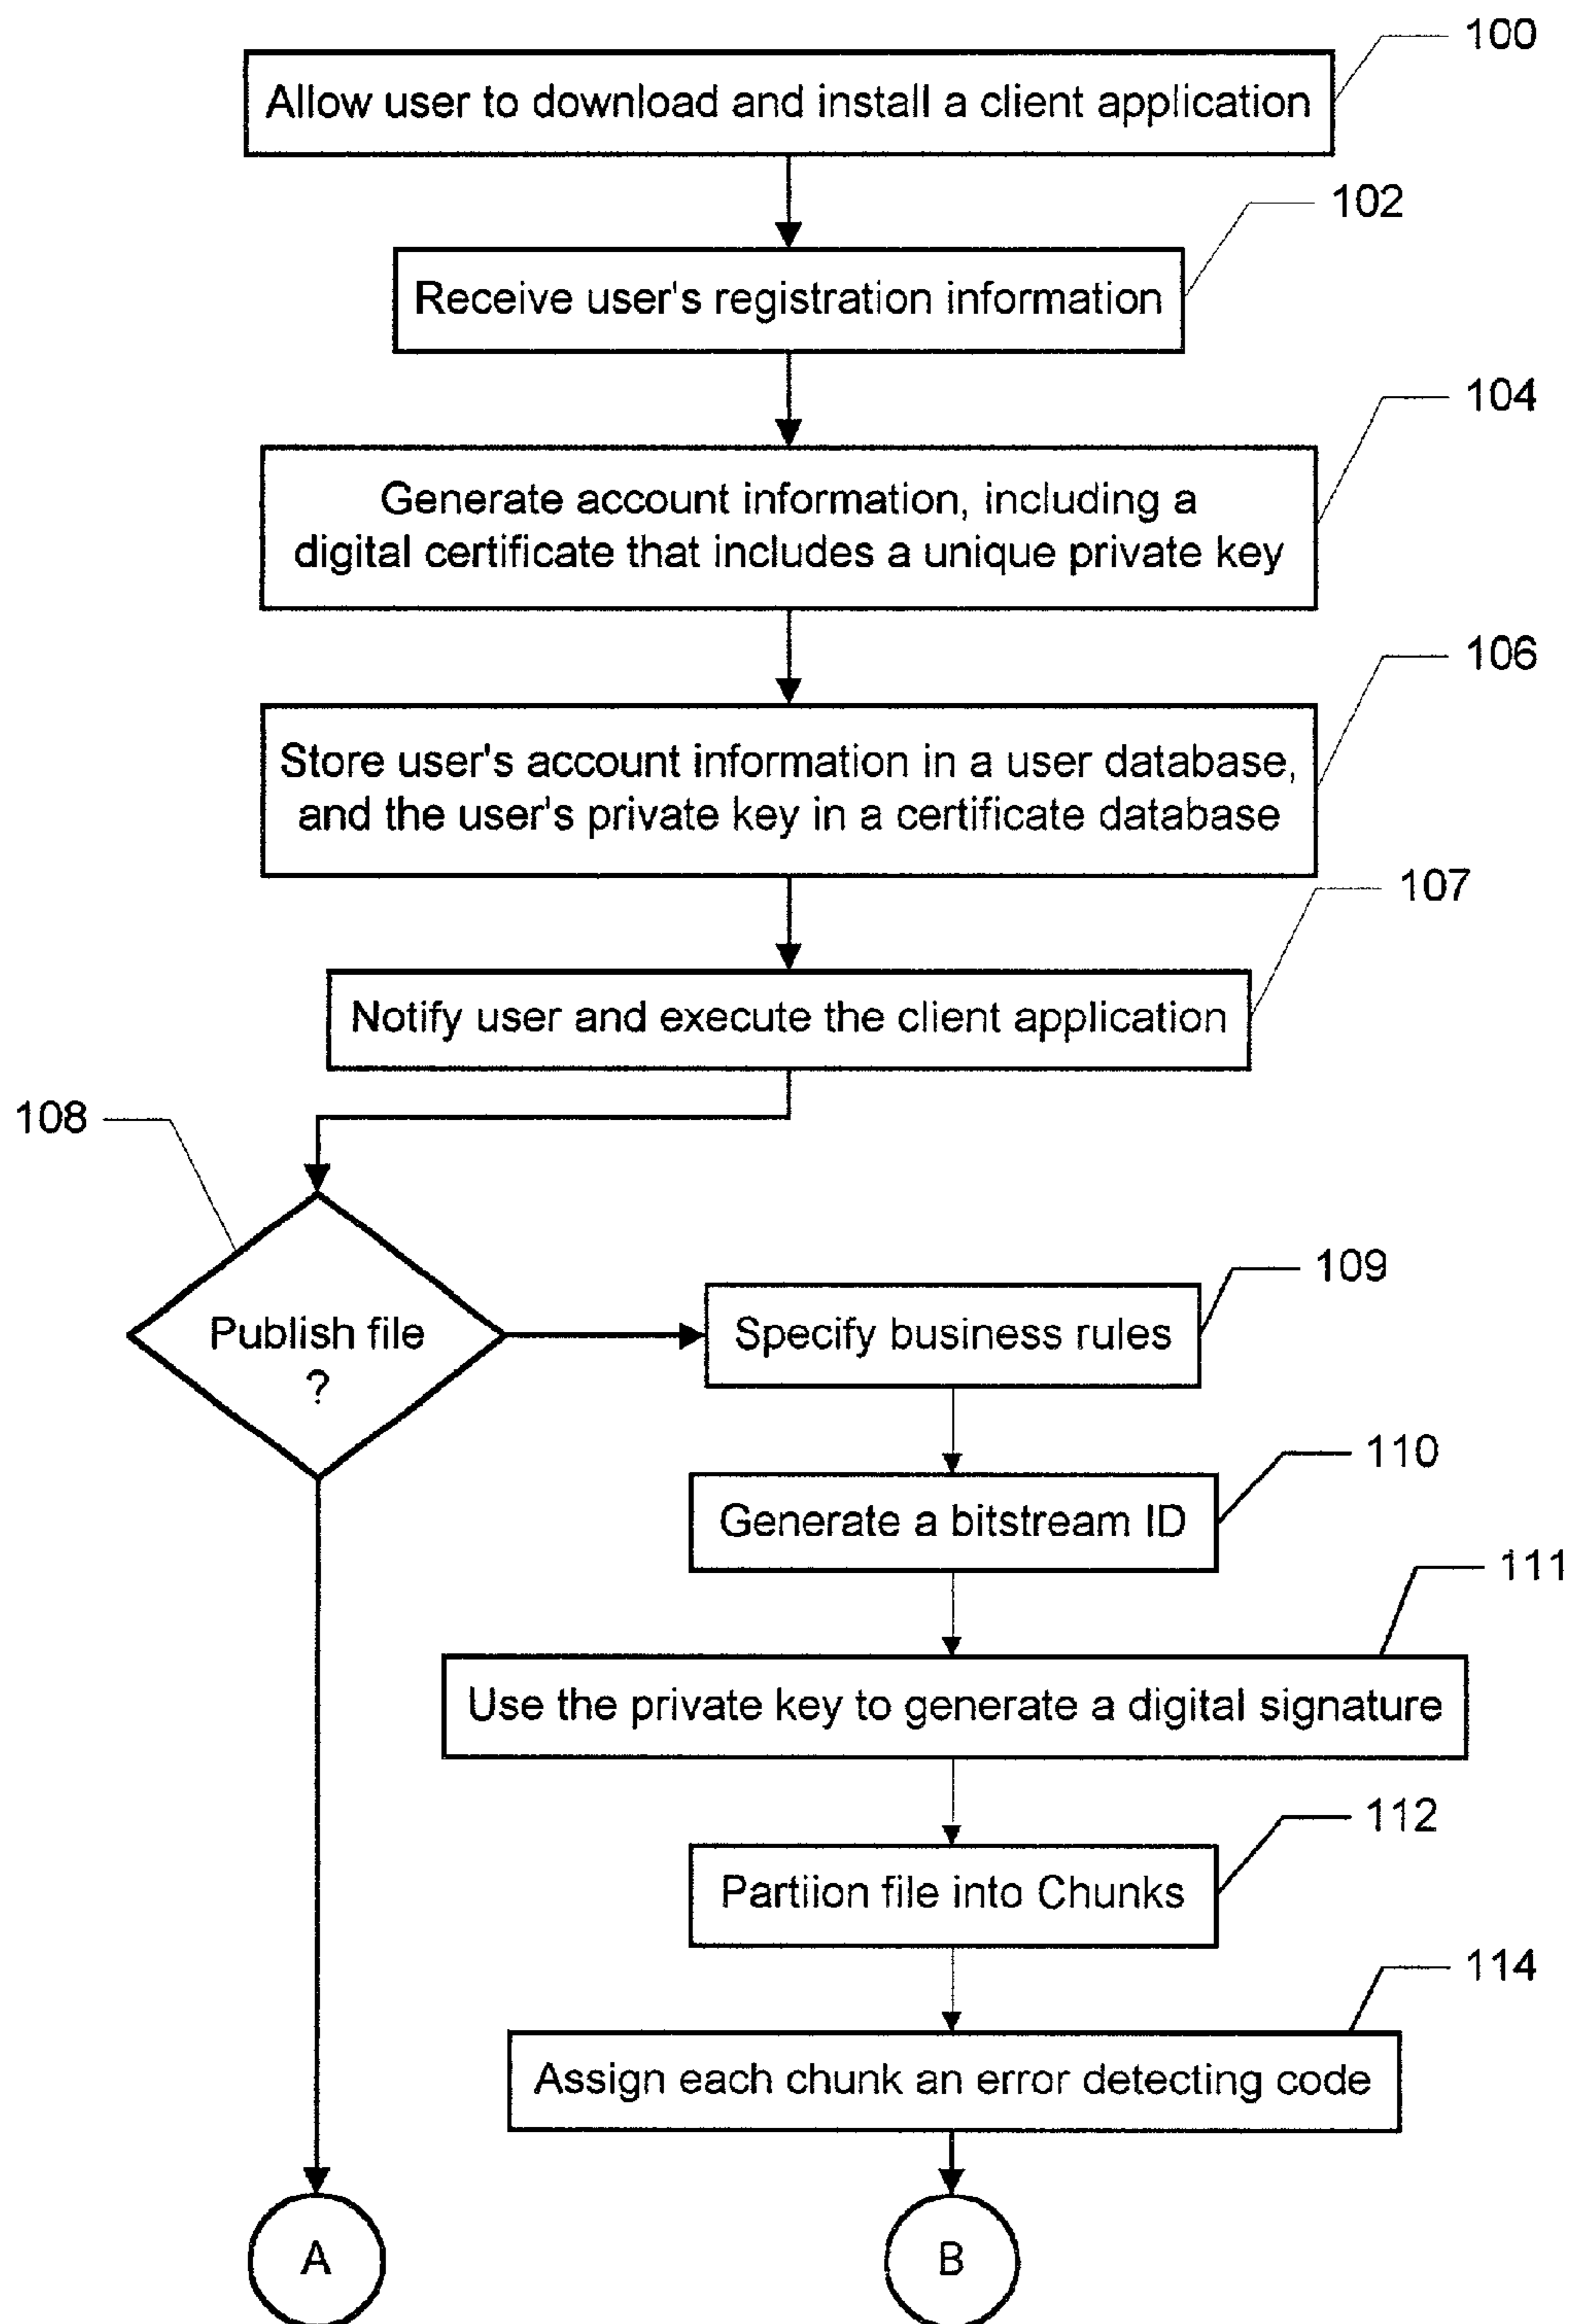 100
Allow user to download and install a client application
102
Receive user's registration information
104
Generate account information, including a
digital certificate that includes a unique private key
106
Store user's account information in a user database,
and the user's private key in a certificate database
107
Notify user and execute the client application
108
Publish file
?
109
Specify business rules
110
Generate a bitstream ID
111
Use the private key to generate a digital signature
112
Partiion file into Chunks
114
Assign each chunk an error detecting code
A
B